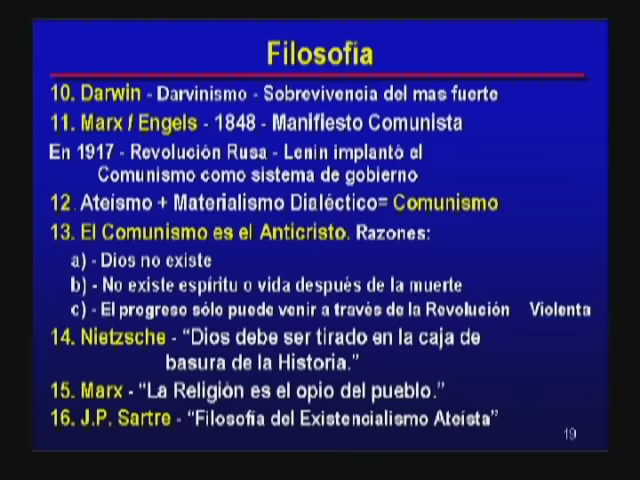 Filosofía
10. Darwin - Darvinismo - Sobrevivencia del mas fuerte
11. Marx / Engels - 1848 - Manifiesto Comunista
En 1917 - Revolución Rusa - Lenin implantó el
Comunismo como sistema de gobierno
12. Ateísmo + Materialismo Dialéctico= Comunismo
13. El Comunismo es el Anticristo. Razones:
a) - Dios no existe
b) - No existe espíritu o vida después de la muerte
c) - El progreso sólo puede venir a través de la Revolución Violenta
14. Nietzsche - “Dios debe ser tirado en la caja de
basura de la Historia.”
15. Marx - “La Religión es el opio del pueblo.”
16. J.P. Sartre - “Filosofía del Existencialismo Ateísta”
19